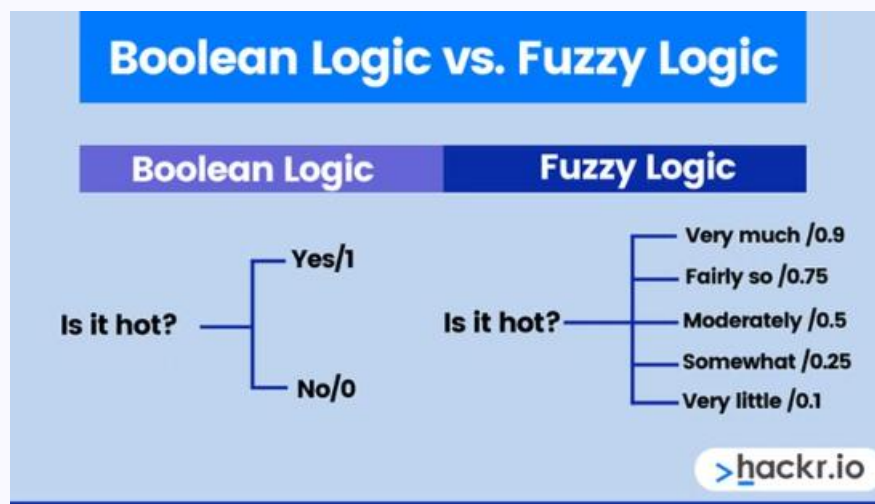 Boolean Logic vs. Fuzzy Logic
Boolean Logic
Is it hot?
Yes/1
No/0
Fuzzy Logic
Is it hot?
Very much /0.9
Fairly so /0.75
Moderately /0.5
Somewhat /0.25
Very little /0.1
>hackr.io